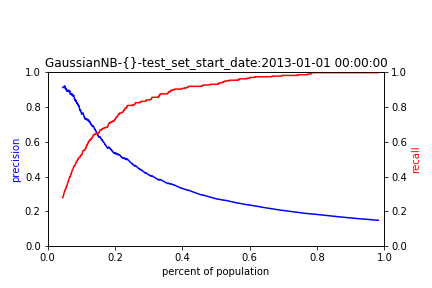 GaussianNB-{}-test_set_start_date:2013-01-01 00:00:00
1.0
0.8
0.6
0.4
0.2
0.0
precision
1.0
0.8
0.6
0.4
0.2
0.0
recall
0.0 0.2 0.4 0.6 0.8 1.0
percent of population